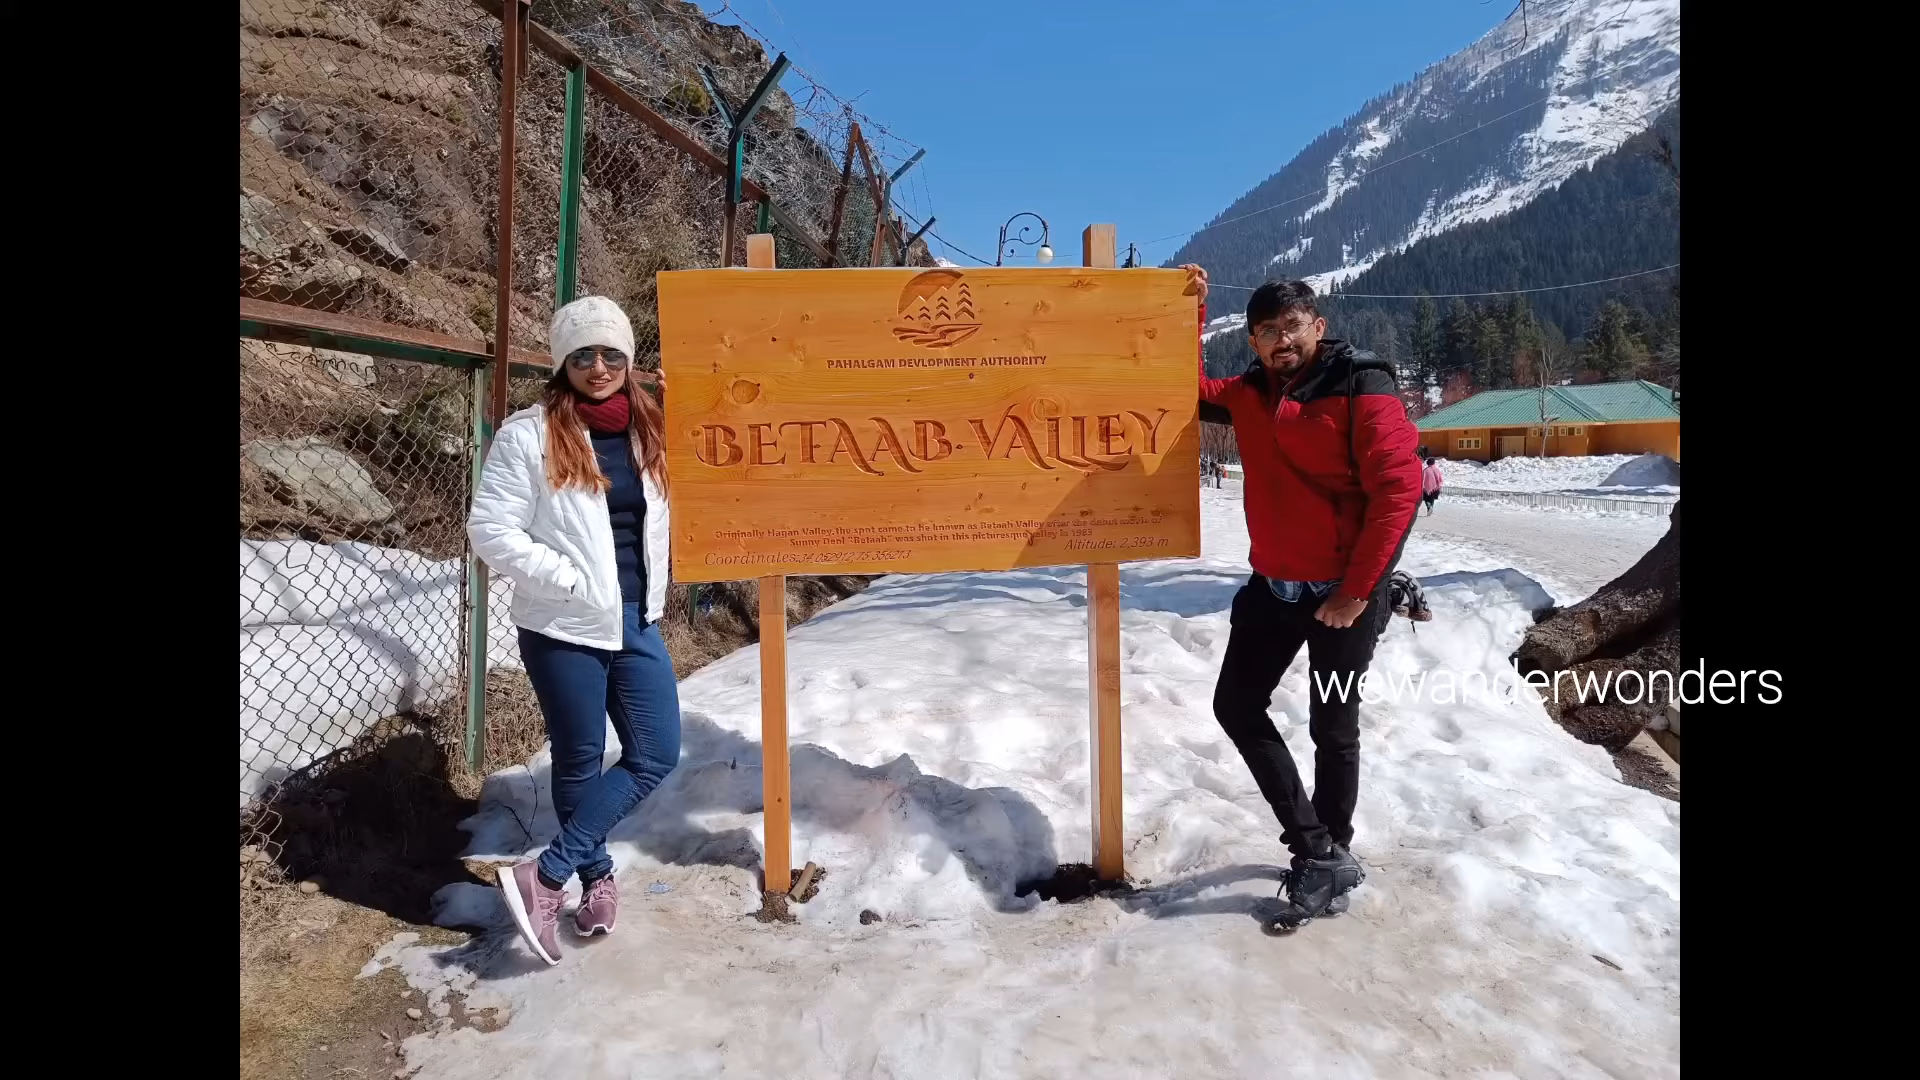 PAHALGAM DEVLOPMENT AUTHORITY
BETAAB VALLEY
Originally Hagan Valley, the spot came to be known as Betaab Valley after the debut movie of
Sunny Deol "Betaab" was shot in this picturesque valley in 1983
Coordinates:
Altitude: 2,393 m
wewanderwonders